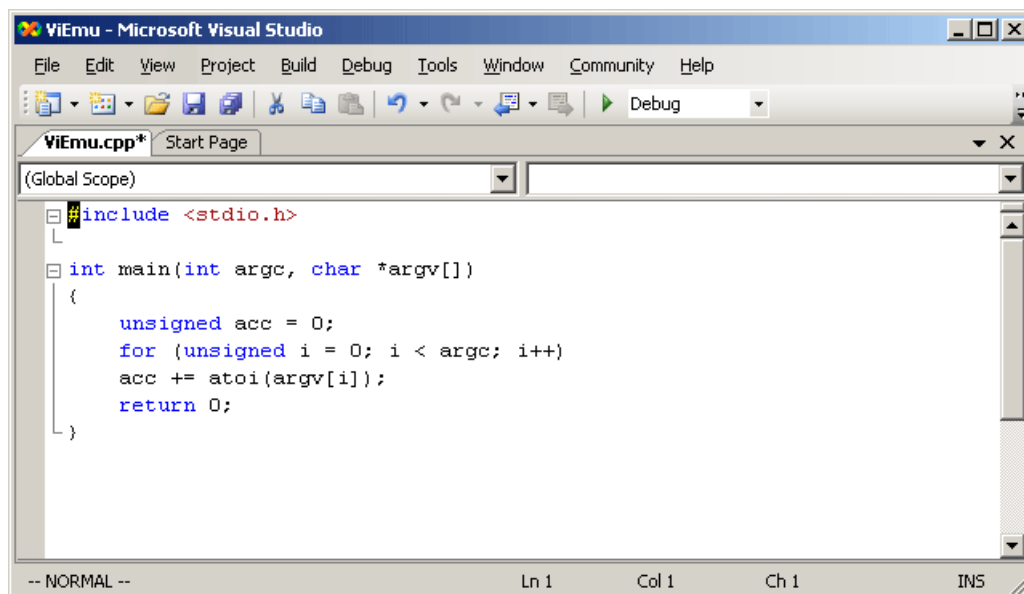 ViEmu - Microsoft Visual Studio
File Edit View Project Build Debug Tools Window Community Help
Debug
ViEmu.cpp* Start Page
(Global Scope)
#include <stdio.h>
int main(int argc, char *argv[])
{
    unsigned acc = 0;
    for (unsigned i = 0; i < argc; i++)
    acc += atoi(argv[i]);
    return 0;
}
-- NORMAL -- Ln 1 Col 1 Ch 1 INS